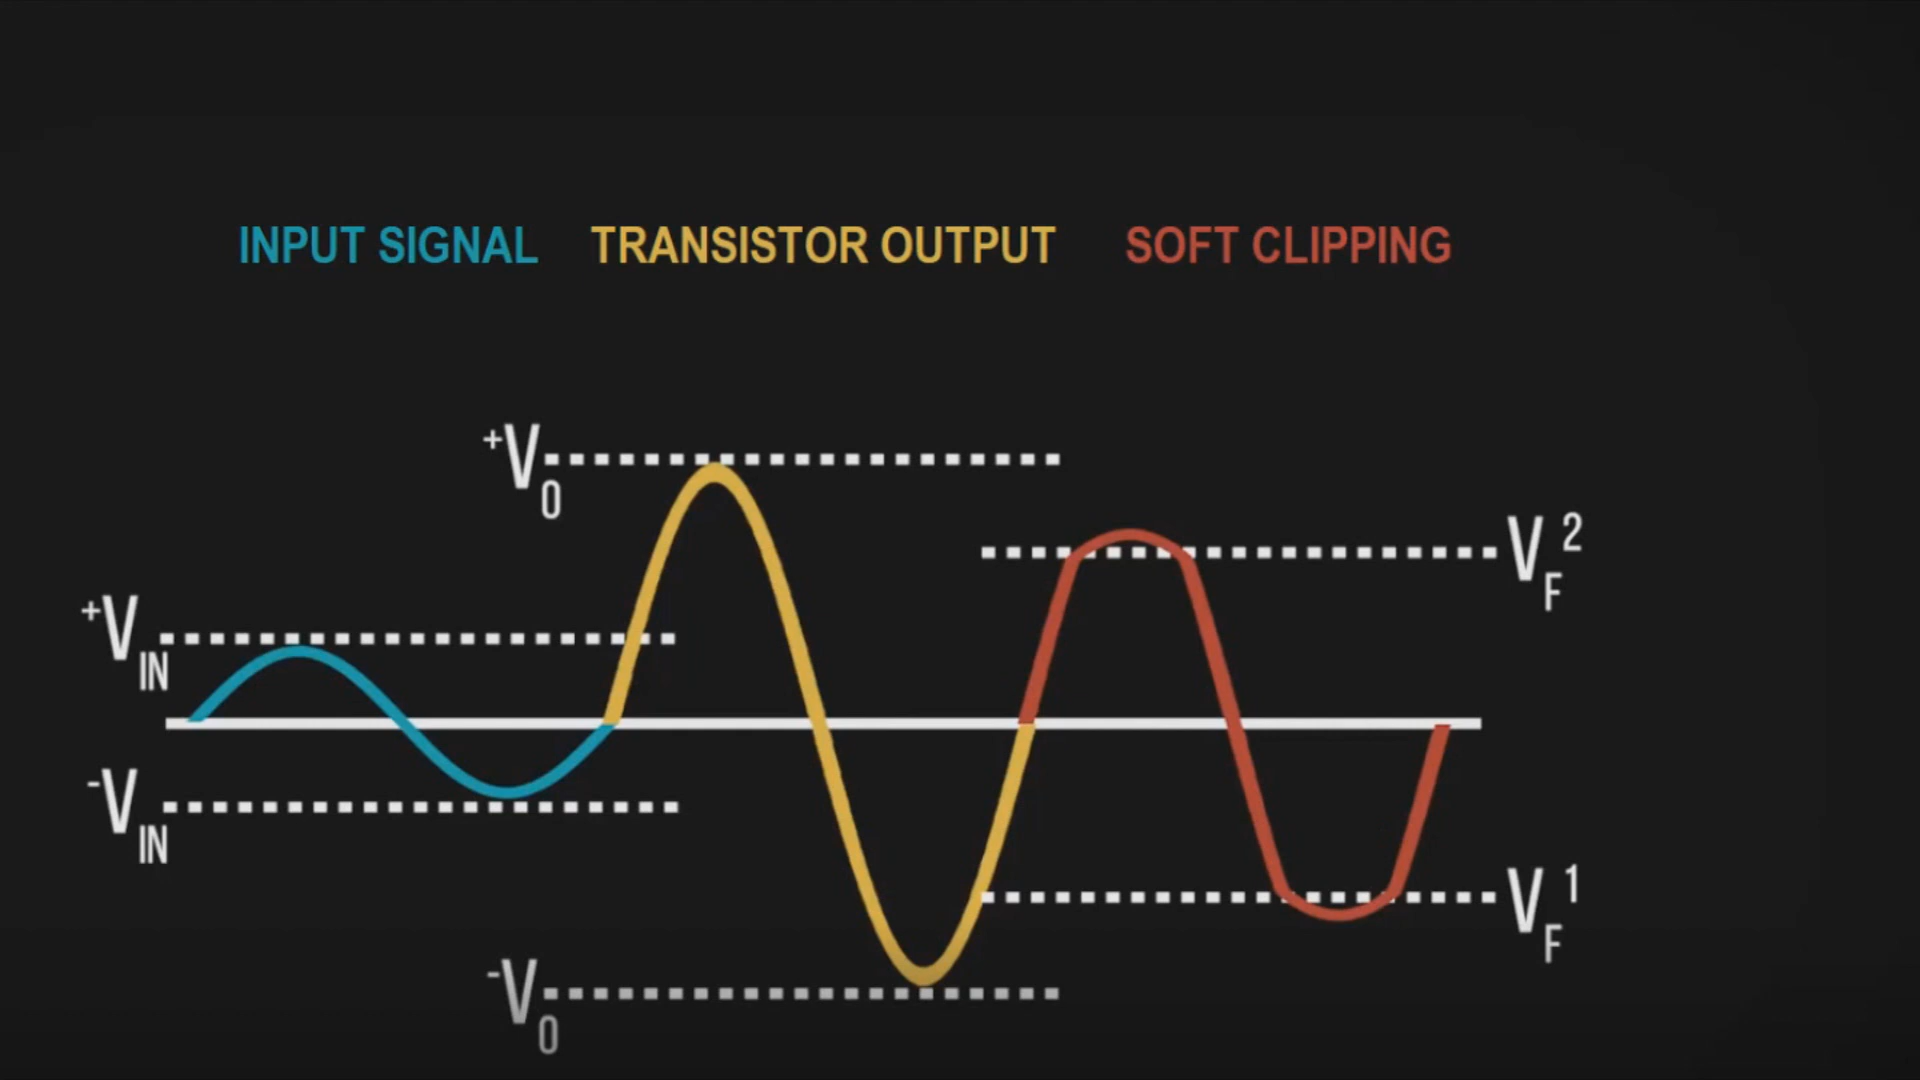 INPUT SIGNAL TRANSISTOR OUTPUT SOFT CLIPPING
+V0
VF2
+VIN
-VIN
VF1
-V0